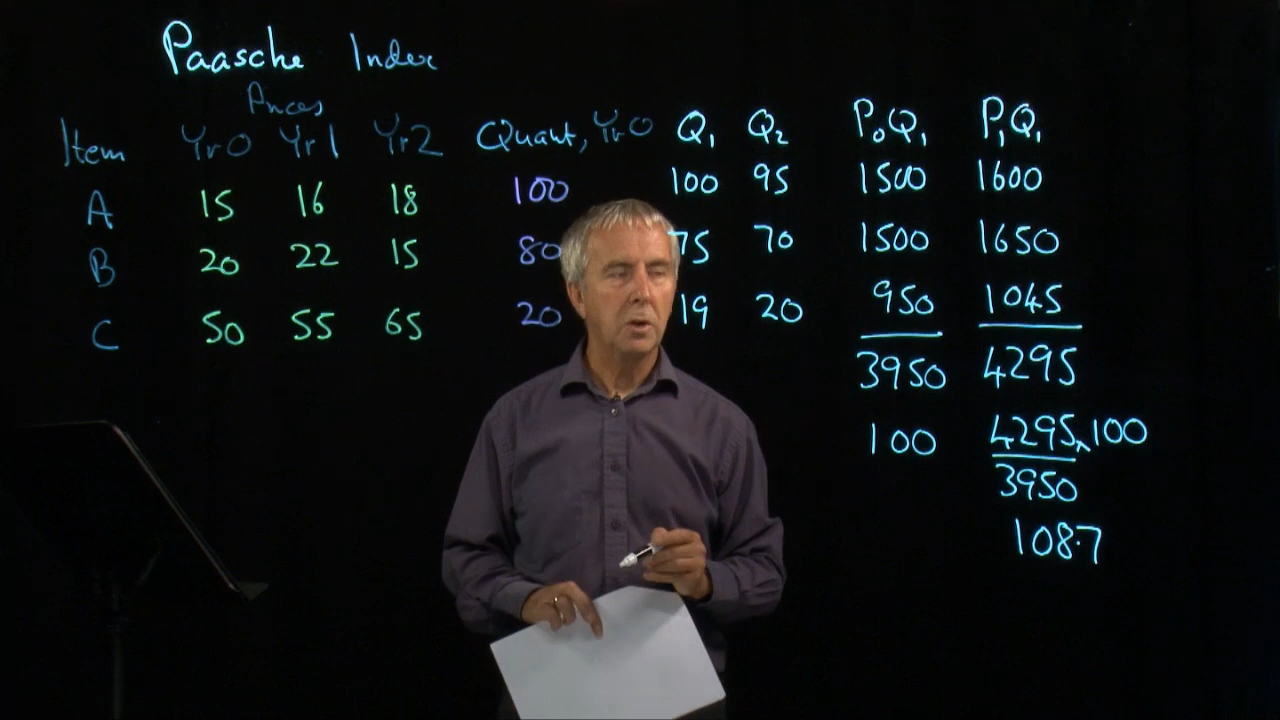 Paasche Index
Prices
Item Yr0 Yr1 Yr2 Quant, Yr0 Q1 Q2 P0Q1 P1Q1
A 15 16 18 100 100 95 1500 1600
B 20 22 15 80 75 70 1500 1650
C 50 55 65 20 19 20 950 1045
3950 4295
100 4295 x 100
3950
108.7